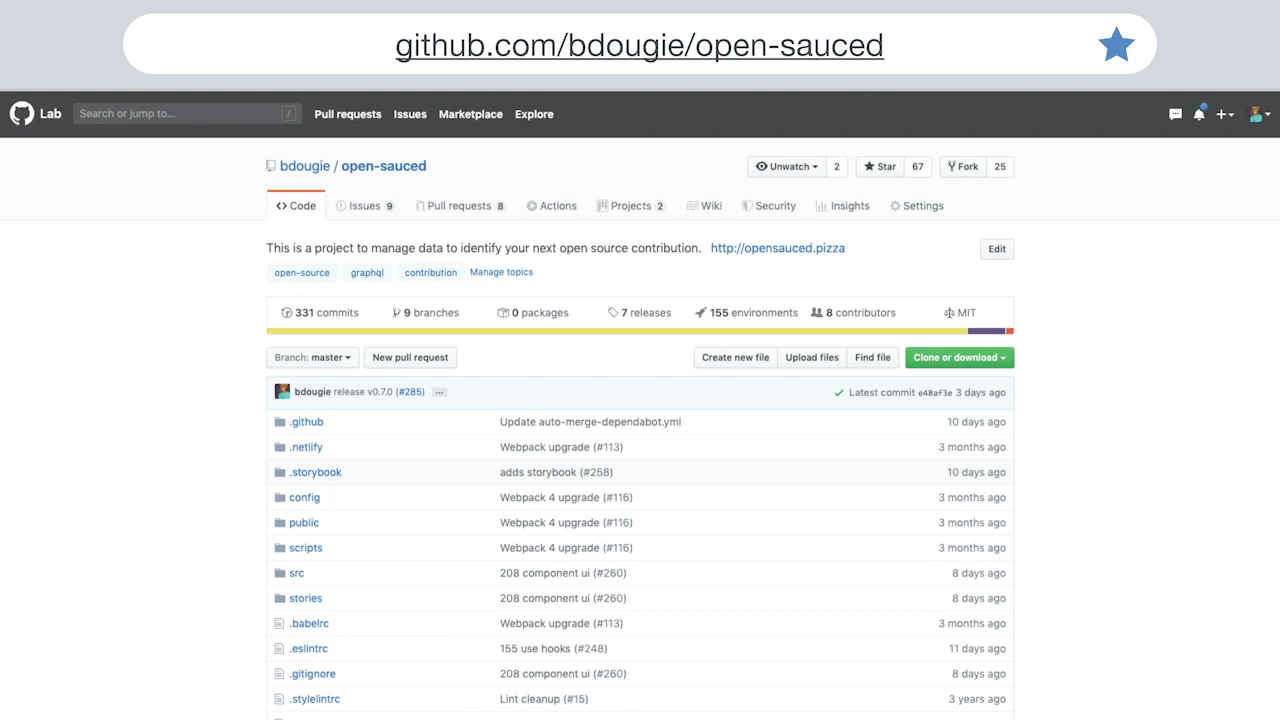 github.com/bdougie/open-sauced
Lab Search or jump to... / Pull requests Issues Marketplace Explore
bdougie / open-sauced Unwatch 2 Star 67 Fork 25
Code Issues 9 Pull requests 8 Actions Projects 2 Wiki Security Insights Settings
This is a project to manage data to identify your next open source contribution. http://opensauced.pizza Edit
open-source graphql contribution Manage topics
331 commits 9 branches 0 packages 7 releases 155 environments 8 contributors MIT
Branch: master New pull request Create new file Upload files Find file Clone or download
bdougie release v0.7.0 (#285) ... Latest commit e48af3e 3 days ago
.github Update auto-merge-dependabot.yml 10 days ago
.netlify Webpack upgrade (#113) 3 months ago
.storybook adds storybook (#258) 10 days ago
config Webpack 4 upgrade (#116) 3 months ago
public Webpack 4 upgrade (#116) 3 months ago
scripts Webpack 4 upgrade (#116) 3 months ago
src 208 component ui (#260) 8 days ago
stories 208 component ui (#260) 8 days ago
.babelrc Webpack upgrade (#113) 3 months ago
.eslintrc 155 use hooks (#248) 11 days ago
.gitignore 208 component ui (#260) 8 days ago
.stylelintrc Lint cleanup (#15) 3 years ago